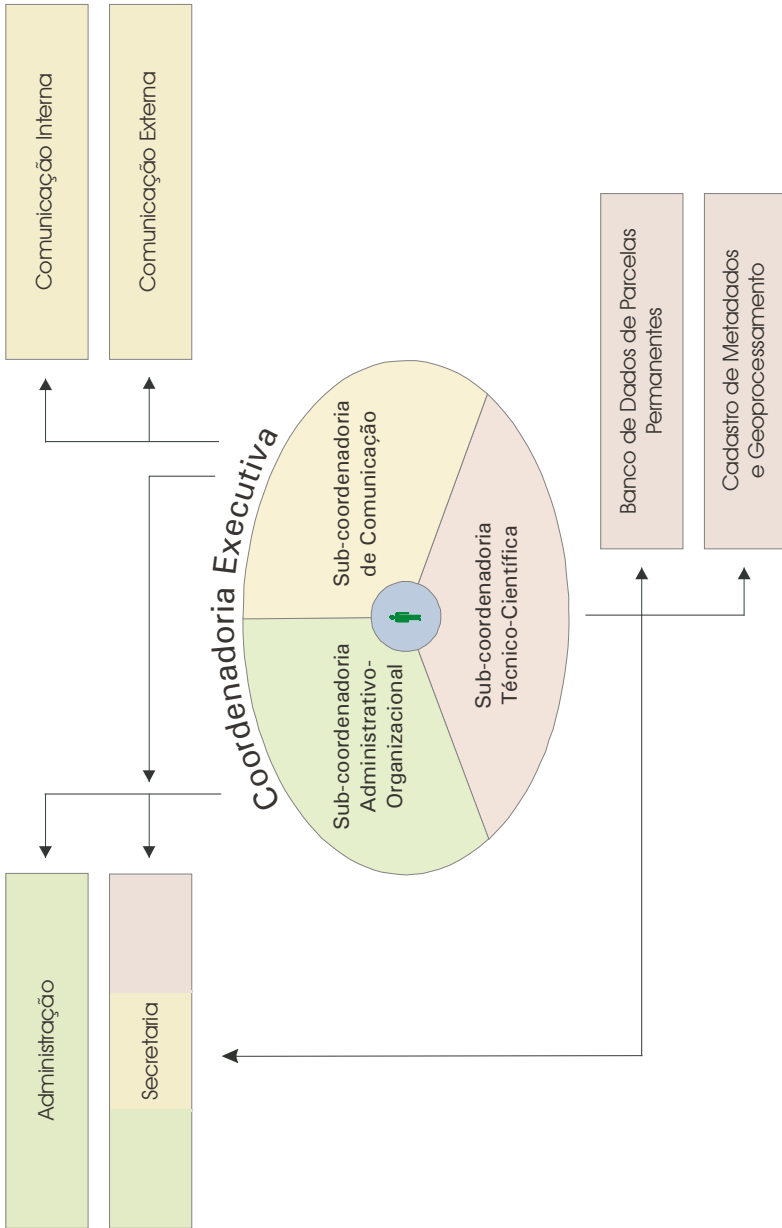 Administração
Secretaria
Comunicação Interna
Comunicação Externa
Coordenadoria Executiva
Sub-coordenadoria
Administrativo-
Organizacional
Sub-coordenadoria
de Comunicação
Sub-coordenadoria
Técnico-Científica
Banco de Dados de Parcelas
Permanentes
Cadastro de Metadados
e Geoprocessamento